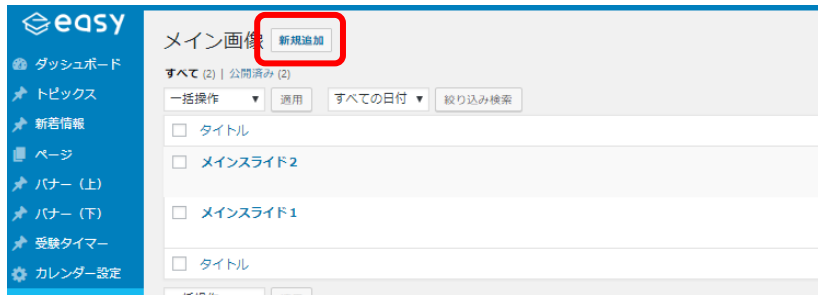 easy
ダッシュボード
トピックス
新着情報
ページ
バナー（上）
バナー（下）
受験タイマー
カレンダー設定
メイン画像 新規追加
すべて (2) | 公開済み (2)
一括操作 ▼ 適用 すべての日付 ▼ 絞り込み検索
タイトル
メインスライド2
メインスライド1
タイトル